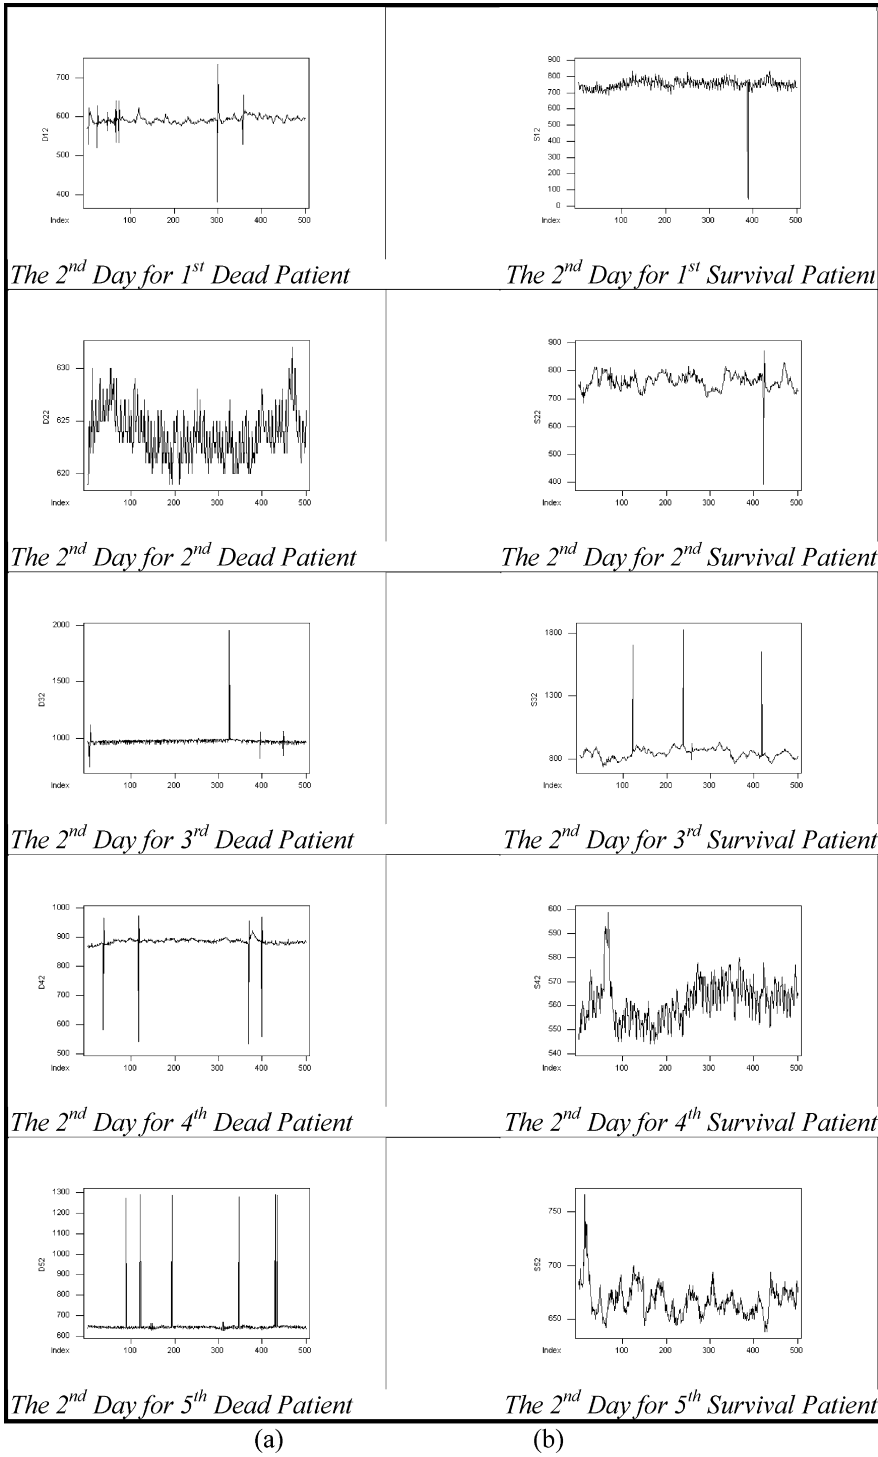 700
600
500
400
D12
Index 100 200 300 400 500
The 2nd Day for 1st Dead Patient
900
800
700
600
500
400
300
200
100
0
S12
Index 100 200 300 400 500
The 2nd Day for 1st Survival Patient
630
625
620
D22
Index 100 200 300 400 500
The 2nd Day for 2nd Dead Patient
900
800
700
600
500
400
S22
Index 100 200 300 400 500
The 2nd Day for 2nd Survival Patient
2000
1500
1000
D32
Index 100 200 300 400 500
The 2nd Day for 3rd Dead Patient
1800
1300
800
S32
Index 100 200 300 400 500
The 2nd Day for 3rd Survival Patient
1000
900
800
700
600
500
D42
Index 100 200 300 400 500
The 2nd Day for 4th Dead Patient
600
590
580
570
560
550
540
S42
Index 100 200 300 400 500
The 2nd Day for 4th Survival Patient
1300
1200
1100
1000
900
800
700
600
D52
Index 100 200 300 400 500
The 2nd Day for 5th Dead Patient
750
700
650
S52
Index 100 200 300 400 500
The 2nd Day for 5th Survival Patient
(a) (b)